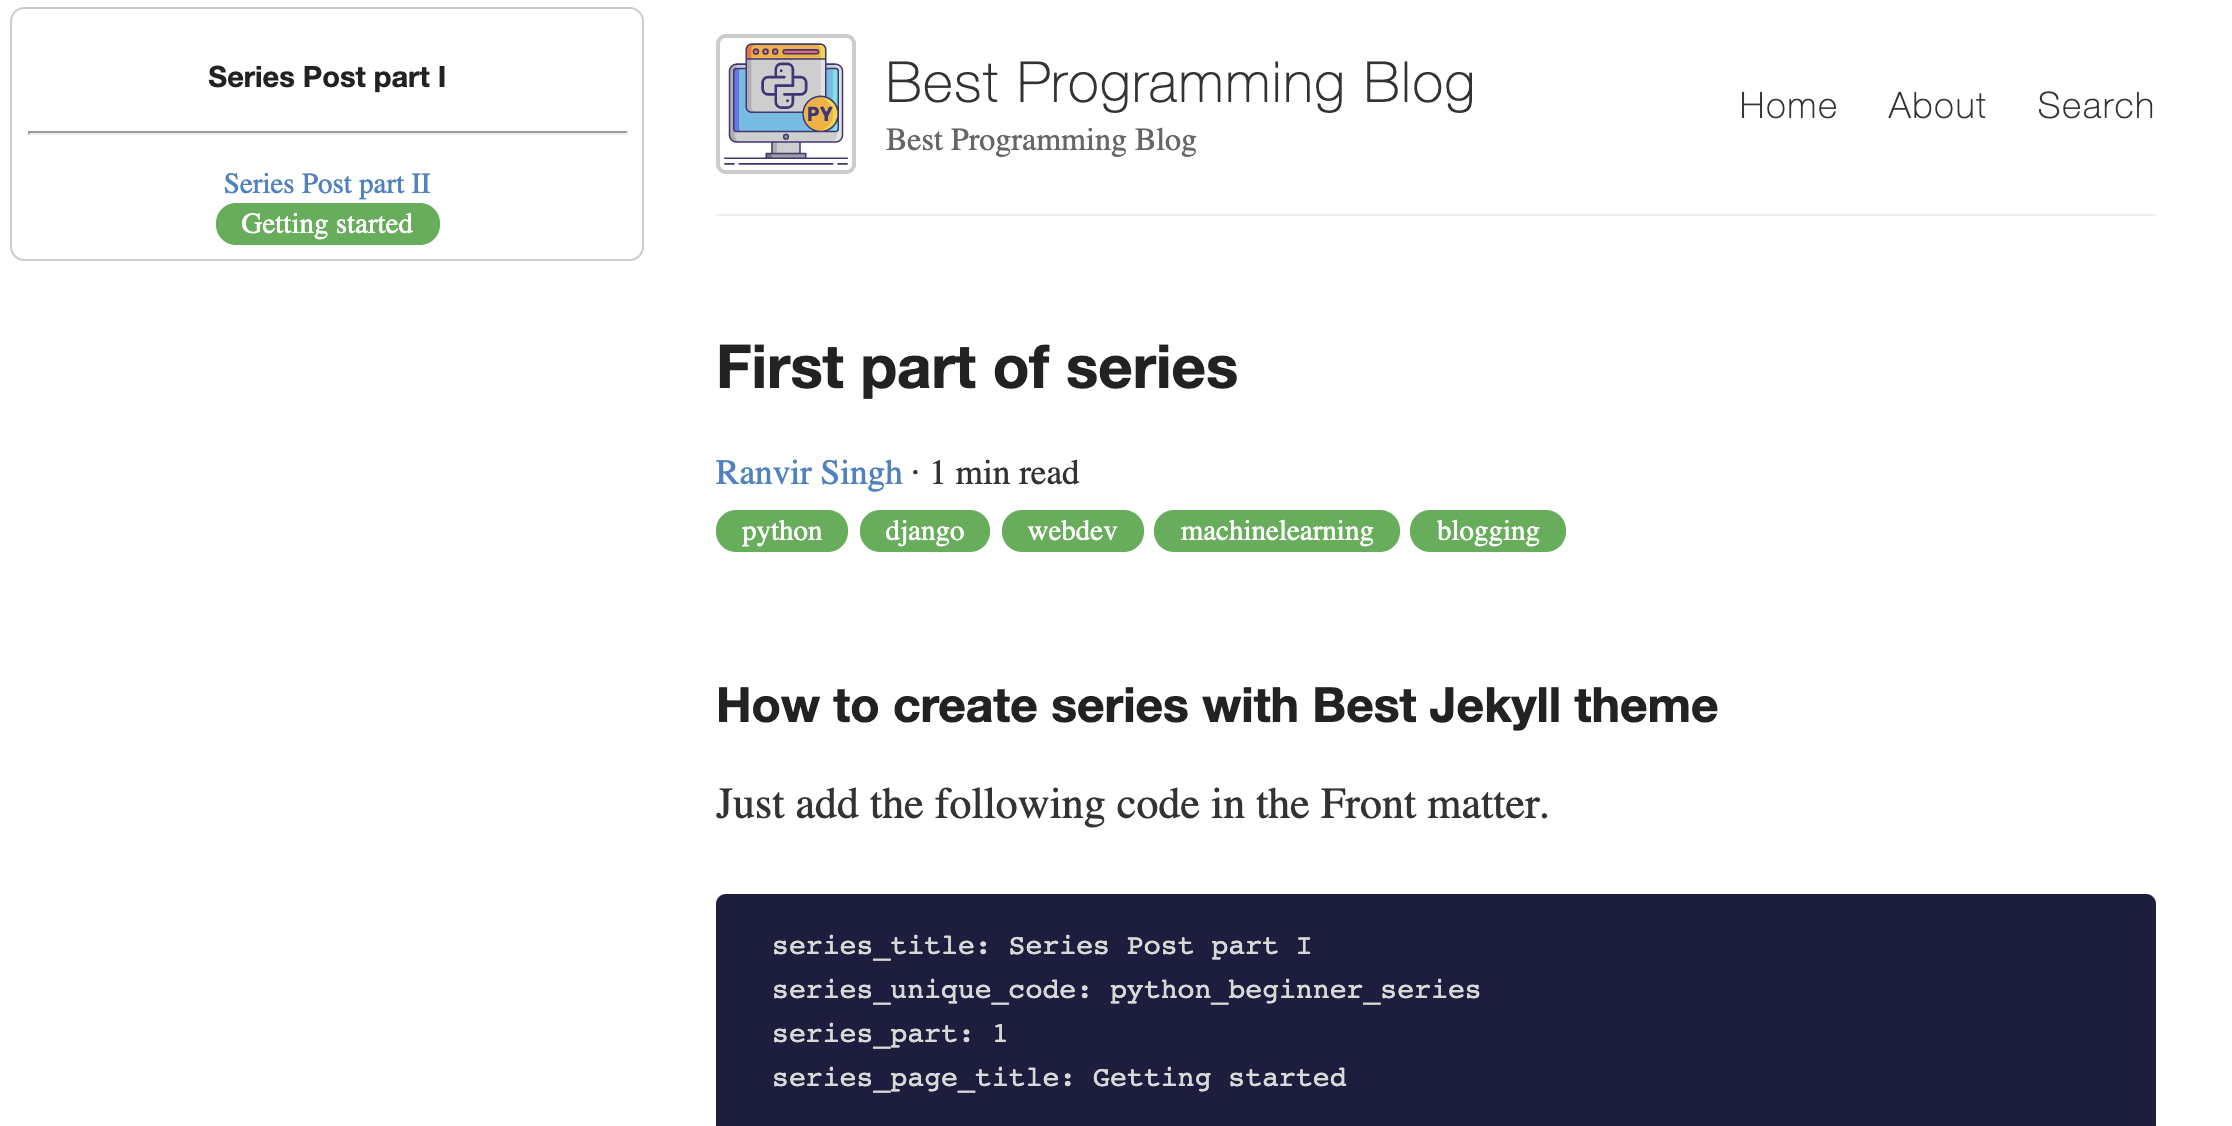 Series Post part I
Series Post part II
Getting started
PY
Best Programming Blog
Best Programming Blog
Home About Search
First part of series
Ranvir Singh · 1 min read
python django webdev machinelearning blogging
How to create series with Best Jekyll theme
Just add the following code in the Front matter.
series_title: Series Post part I
series_unique_code: python_beginner_series
series_part: 1
series_page_title: Getting started